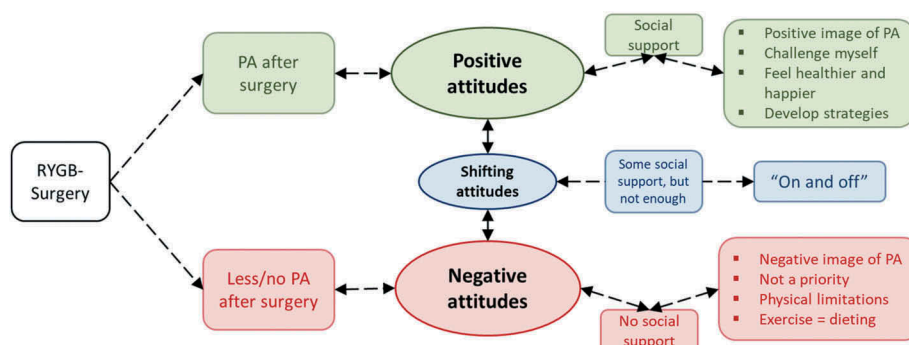 PA after
surgery
Positive
attitudes
Social
support
▪ Positive image of PA
▪ Challenge myself
▪ Feel healthier and
happier
▪ Develop strategies
RYGB-
Surgery
Shifting
attitudes
Some social
support, but
not enough
“On and off”
Less/no PA
after surgery
Negative
attitudes
No social
support
▪ Negative image of PA
▪ Not a priority
▪ Physical limitations
▪ Exercise = dieting